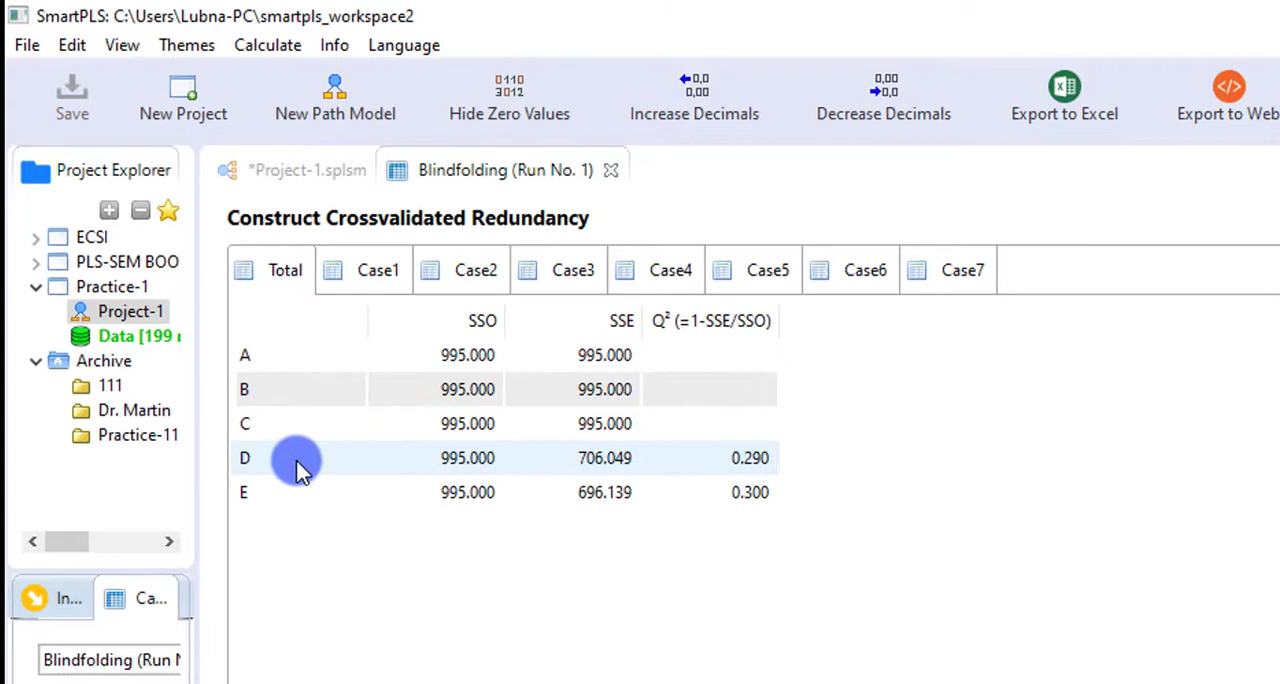 SmartPLS: C:\Users\Lubna-PC\smartpls_workspace2
File Edit View Themes Calculate Info Language
0110 3012 0,0 0,00 0,00 0,0
Save New Project New Path Model Hide Zero Values Increase Decimals Decrease Decimals Export to Excel Export to Web
Project Explorer
*Project-1.splsm Blindfolding (Run No. 1)
ECSI
PLS-SEM BOO
Practice-1
Project-1
Data [199
Archive
111
Dr. Martin
Practice-11
In... Ca...
Blindfolding (Run
Construct Crossvalidated Redundancy
Total Case1 Case2 Case3 Case4 Case5 Case6 Case7
SSO SSE Q² (=1-SSE/SSO)
A 995.000 995.000
B 995.000 995.000
C 995.000 995.000
D 995.000 706.049 0.290
E 995.000 696.139 0.300